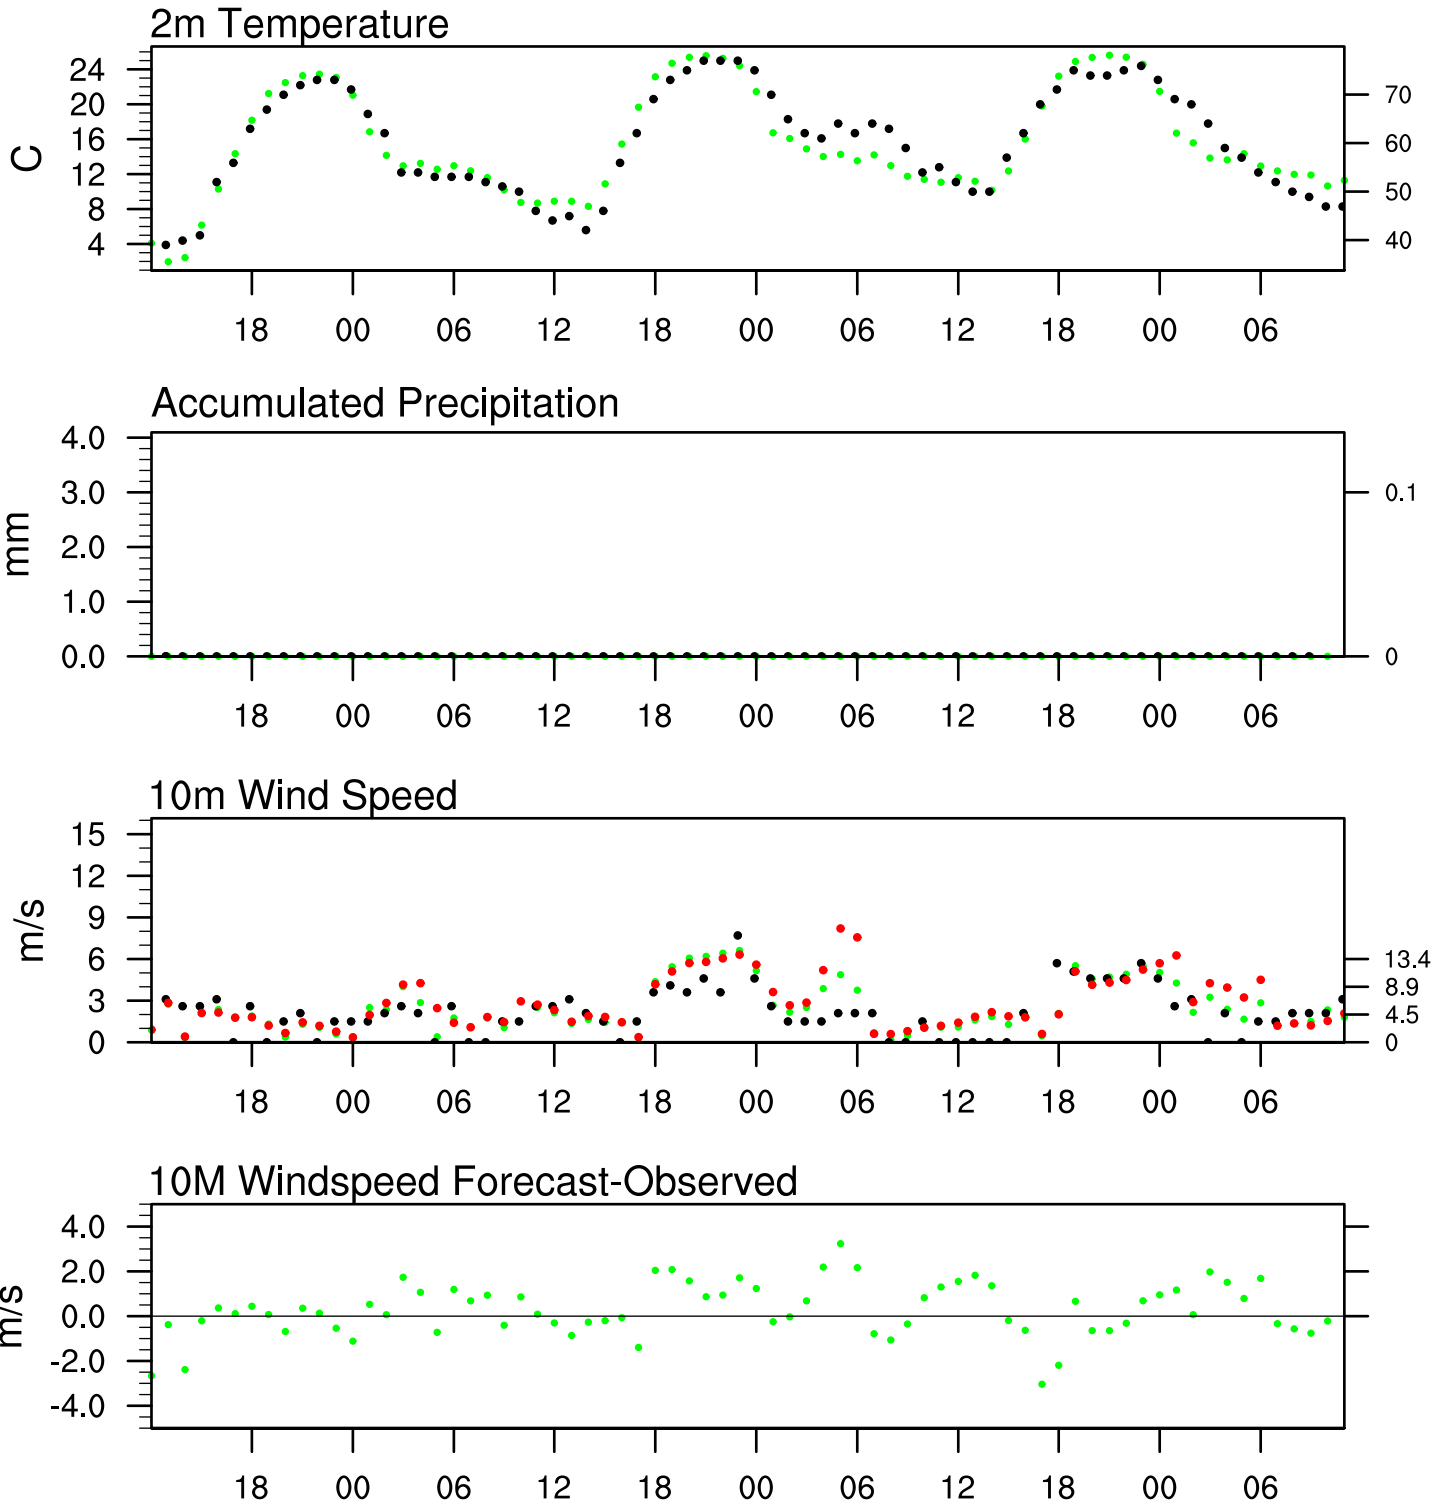 2m Temperature
C
24
20
16
12
8
4
70
60
50
40
18 00 06 12 18 00 06 12 18 00 06
Accumulated Precipitation
mm
4.0
3.0
2.0
1.0
0.0
0.1
0
18 00 06 12 18 00 06 12 18 00 06
10m Wind Speed
m/s
15
12
9
6
3
0
13.4
8.9
4.5
0
18 00 06 12 18 00 06 12 18 00 06
10M Windspeed Forecast-Observed
m/s
4.0
2.0
0.0
-2.0
-4.0
18 00 06 12 18 00 06 12 18 00 06